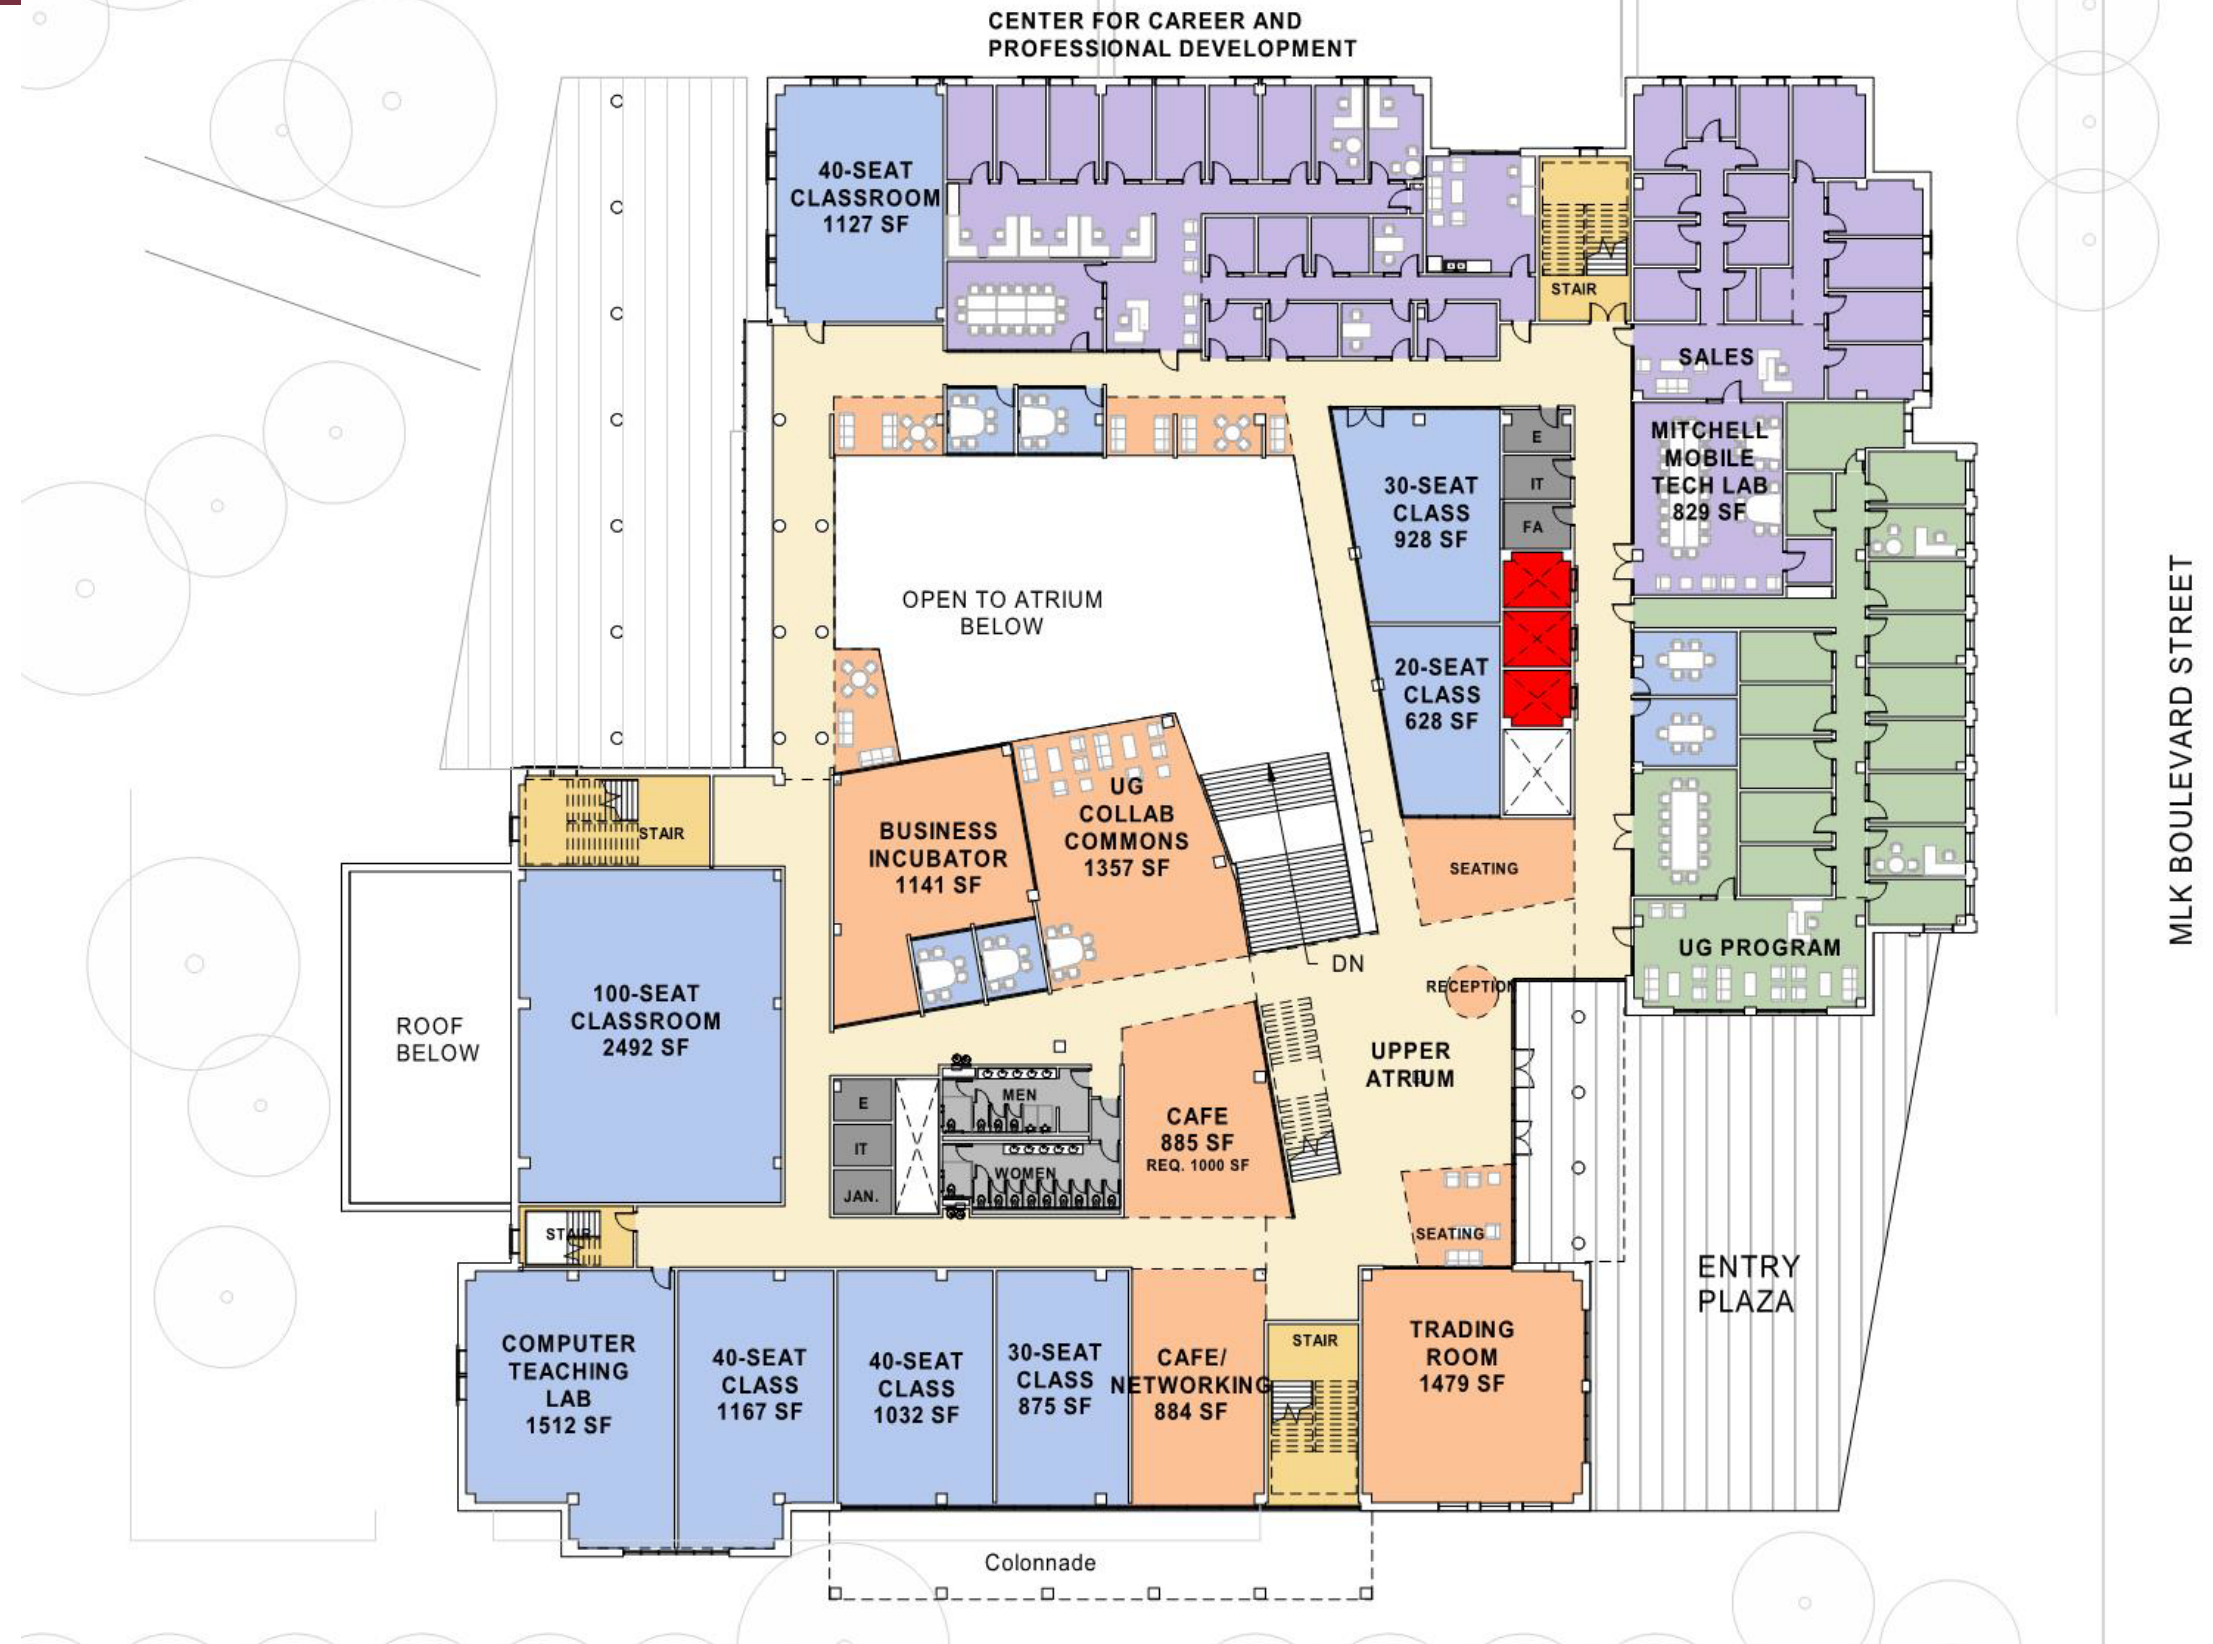 CENTER FOR CAREER AND
PROFESSIONAL DEVELOPMENT
40-SEAT
CLASSROOM
1127 SF
STAIR
SALES
MITCHELL
MOBILE
TECH LAB
829 SF
E
IT
FA
30-SEAT
CLASS
928 SF
20-SEAT
CLASS
628 SF
OPEN TO ATRIUM
BELOW
MLK BOULEVARD STREET
STAIR
BUSINESS
INCUBATOR
1141 SF
UG
COLLAB
COMMONS
1357 SF
SEATING
DN
UG PROGRAM
RECEPTION
ROOF
BELOW
100-SEAT
CLASSROOM
2492 SF
UPPER
ATRIUM
E
IT
JAN.
MEN
WOMEN
CAFE
885 SF
REQ. 1000 SF
STAIR
SEATING
ENTRY
PLAZA
COMPUTER
TEACHING
LAB
1512 SF
40-SEAT
CLASS
1167 SF
40-SEAT
CLASS
1032 SF
30-SEAT
CLASS
875 SF
CAFE/
NETWORKING
884 SF
STAIR
TRADING
ROOM
1479 SF
Colonnade